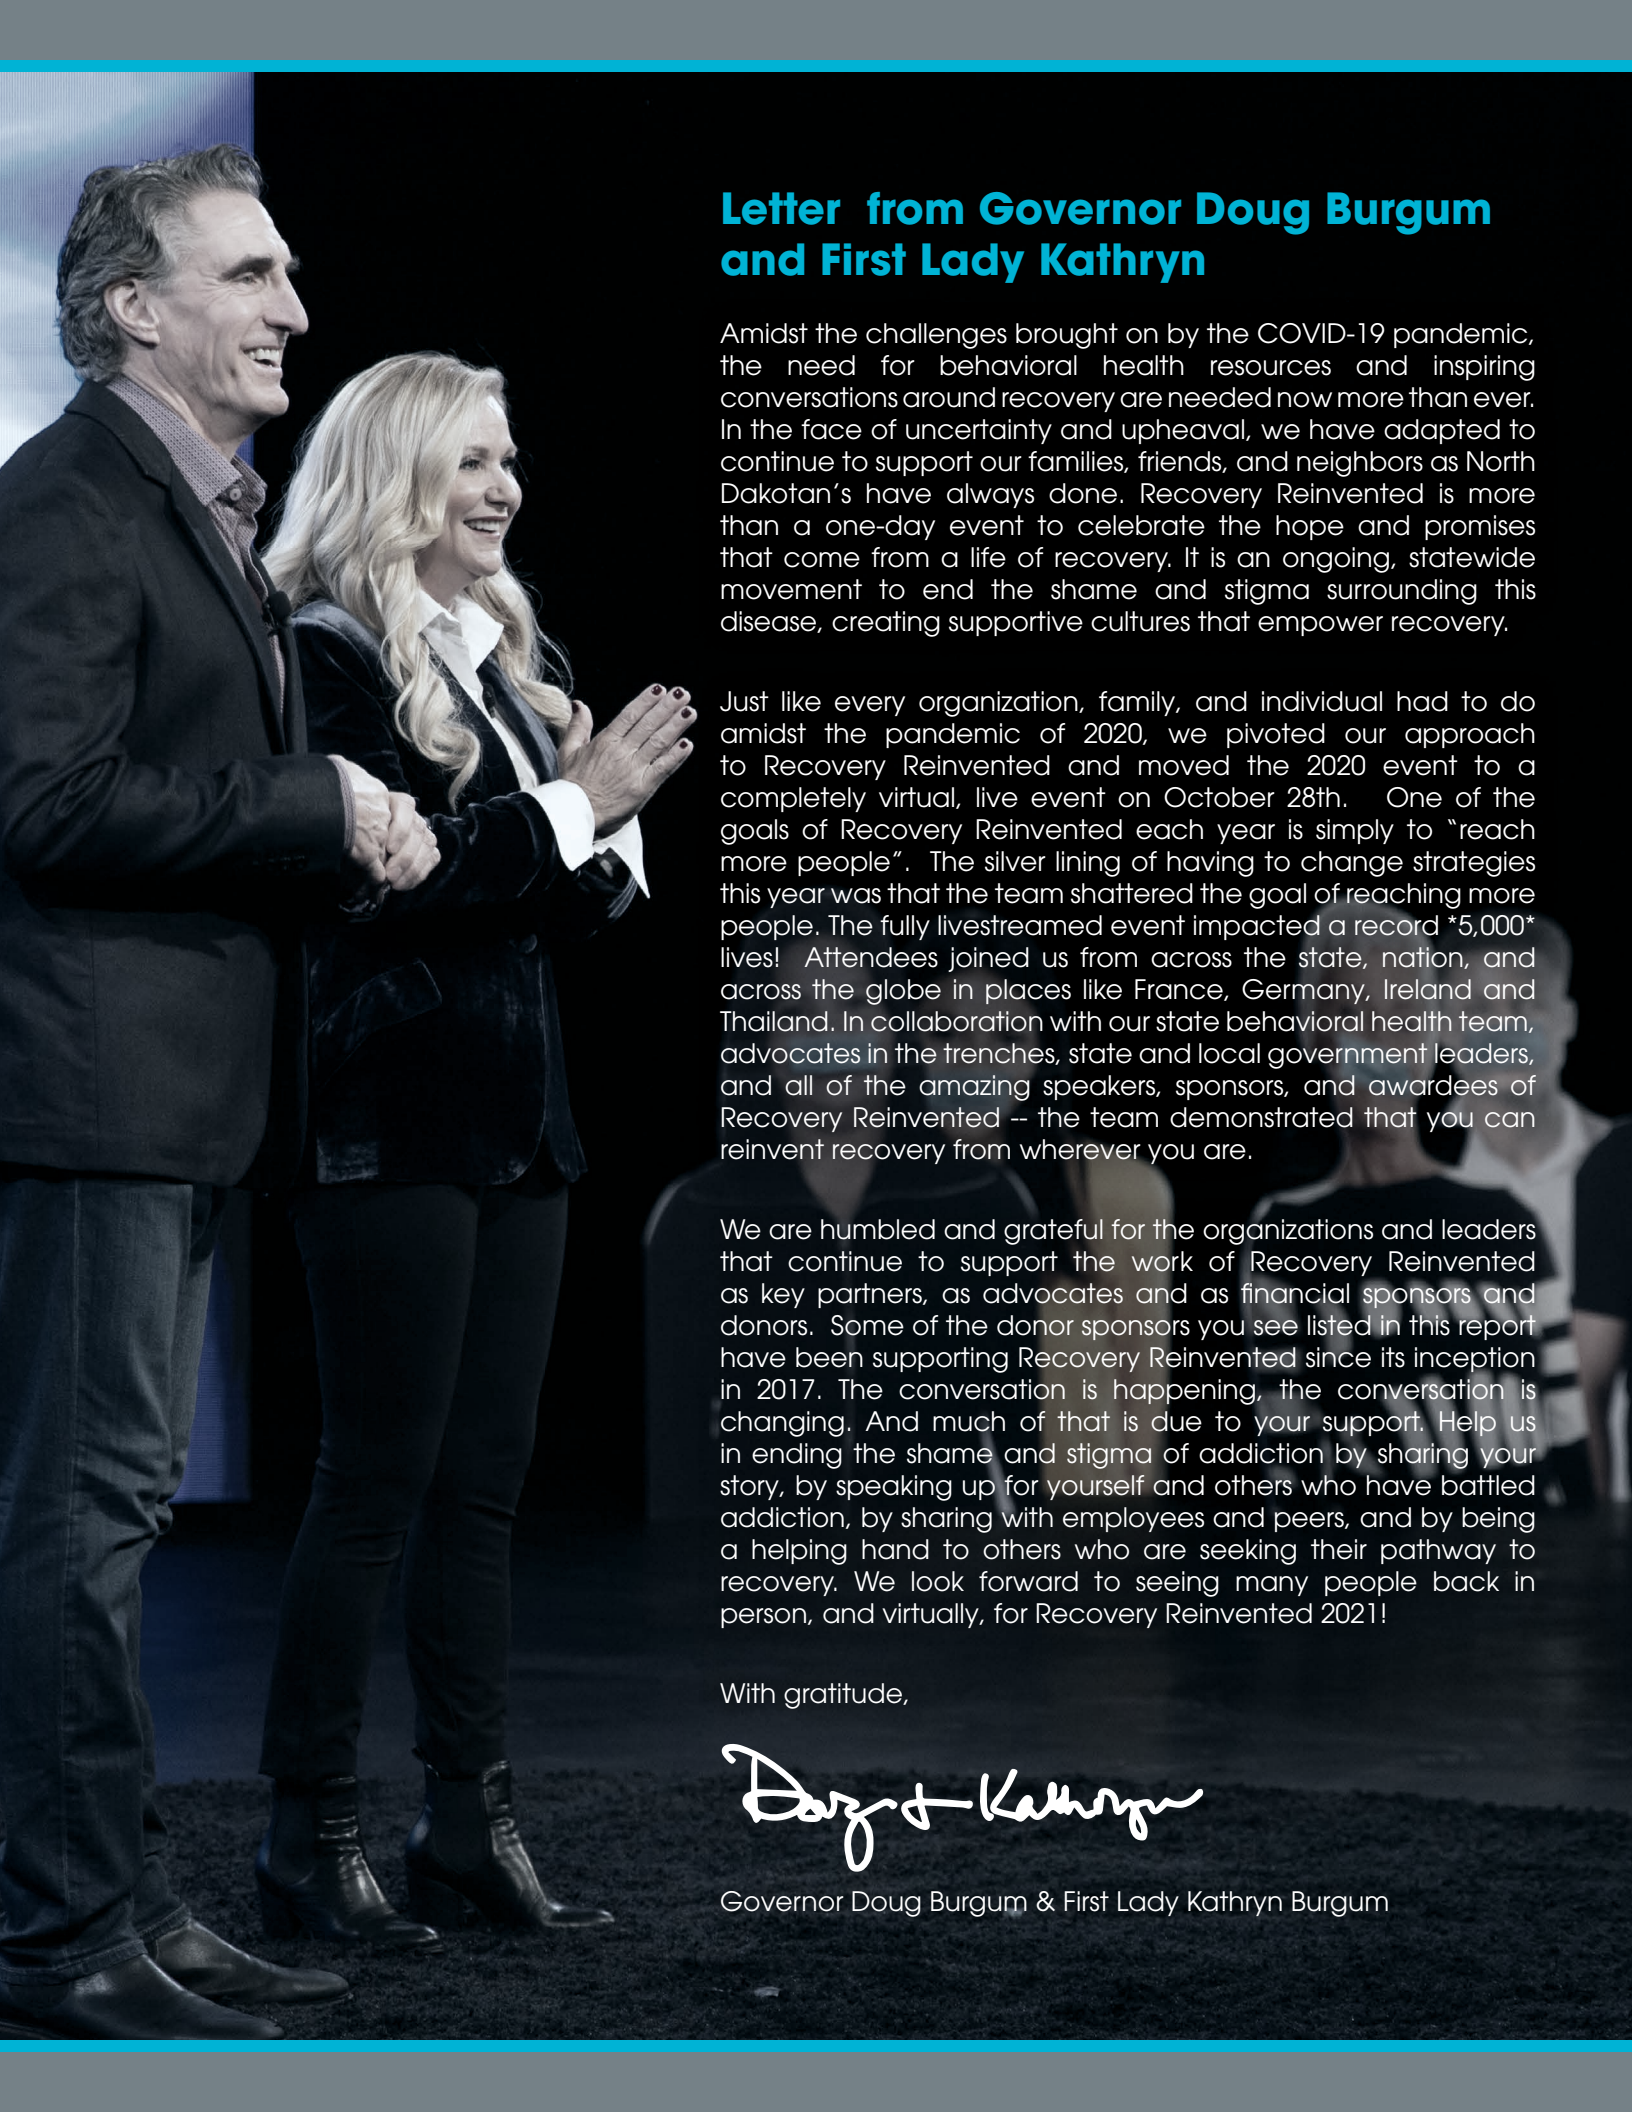 Letter from Governor Doug Burgum
and First Lady Kathryn
Amidst the challenges brought on by the COVID-19 pandemic,
the need for behavioral health resources and inspiring
conversations around recovery are needed now more than ever.
In the face of uncertainty and upheaval, we have adapted to
continue to support our families, friends, and neighbors as North
Dakotan's have always done. Recovery Reinvented is more
than a one-day event to celebrate the hope and promises
that come from a life of recovery. It is an ongoing, statewide
movement to end the shame and stigma surrounding this
disease, creating supportive cultures that empower recovery.
Just like every organization, family, and individual had to do
amidst the pandemic of 2020, we pivoted our approach
to Recovery Reinvented and moved the 2020 event to a
completely virtual, live event on October 28th. One of the
goals of Recovery Reinvented each year is simply to “reach
more people”. The silver lining of having to change strategies
this year was that the team shattered the goal of reaching more
people. The fully livestreamed event impacted a record *5,000*
lives! Attendees joined us from across the state, nation, and
across the globe in places like France, Germany, Ireland and
Thailand. In collaboration with our state behavioral health team,
advocates in the trenches, state and local government leaders,
and all of the amazing speakers, sponsors, and awardees of
Recovery Reinvented -- the team demonstrated that you can
reinvent recovery from wherever you are.
We are humbled and grateful for the organizations and leaders
that continue to support the work of Recovery Reinvented
as key partners, as advocates and as financial sponsors and
donors. Some of the donor sponsors you see listed in this report
have been supporting Recovery Reinvented since its inception
in 2017. The conversation is happening, the conversation is
changing. And much of that is due to your support. Help us
in ending the shame and stigma of addiction by sharing your
story, by speaking up for yourself and others who have battled
addiction, by sharing with employees and peers, and by being
a helping hand to others who are seeking their pathway to
recovery. We look forward to seeing many people back in
person, and virtually, for Recovery Reinvented 2021!
With gratitude,
Doug + Kathryn
Governor Doug Burgum & First Lady Kathryn Burgum